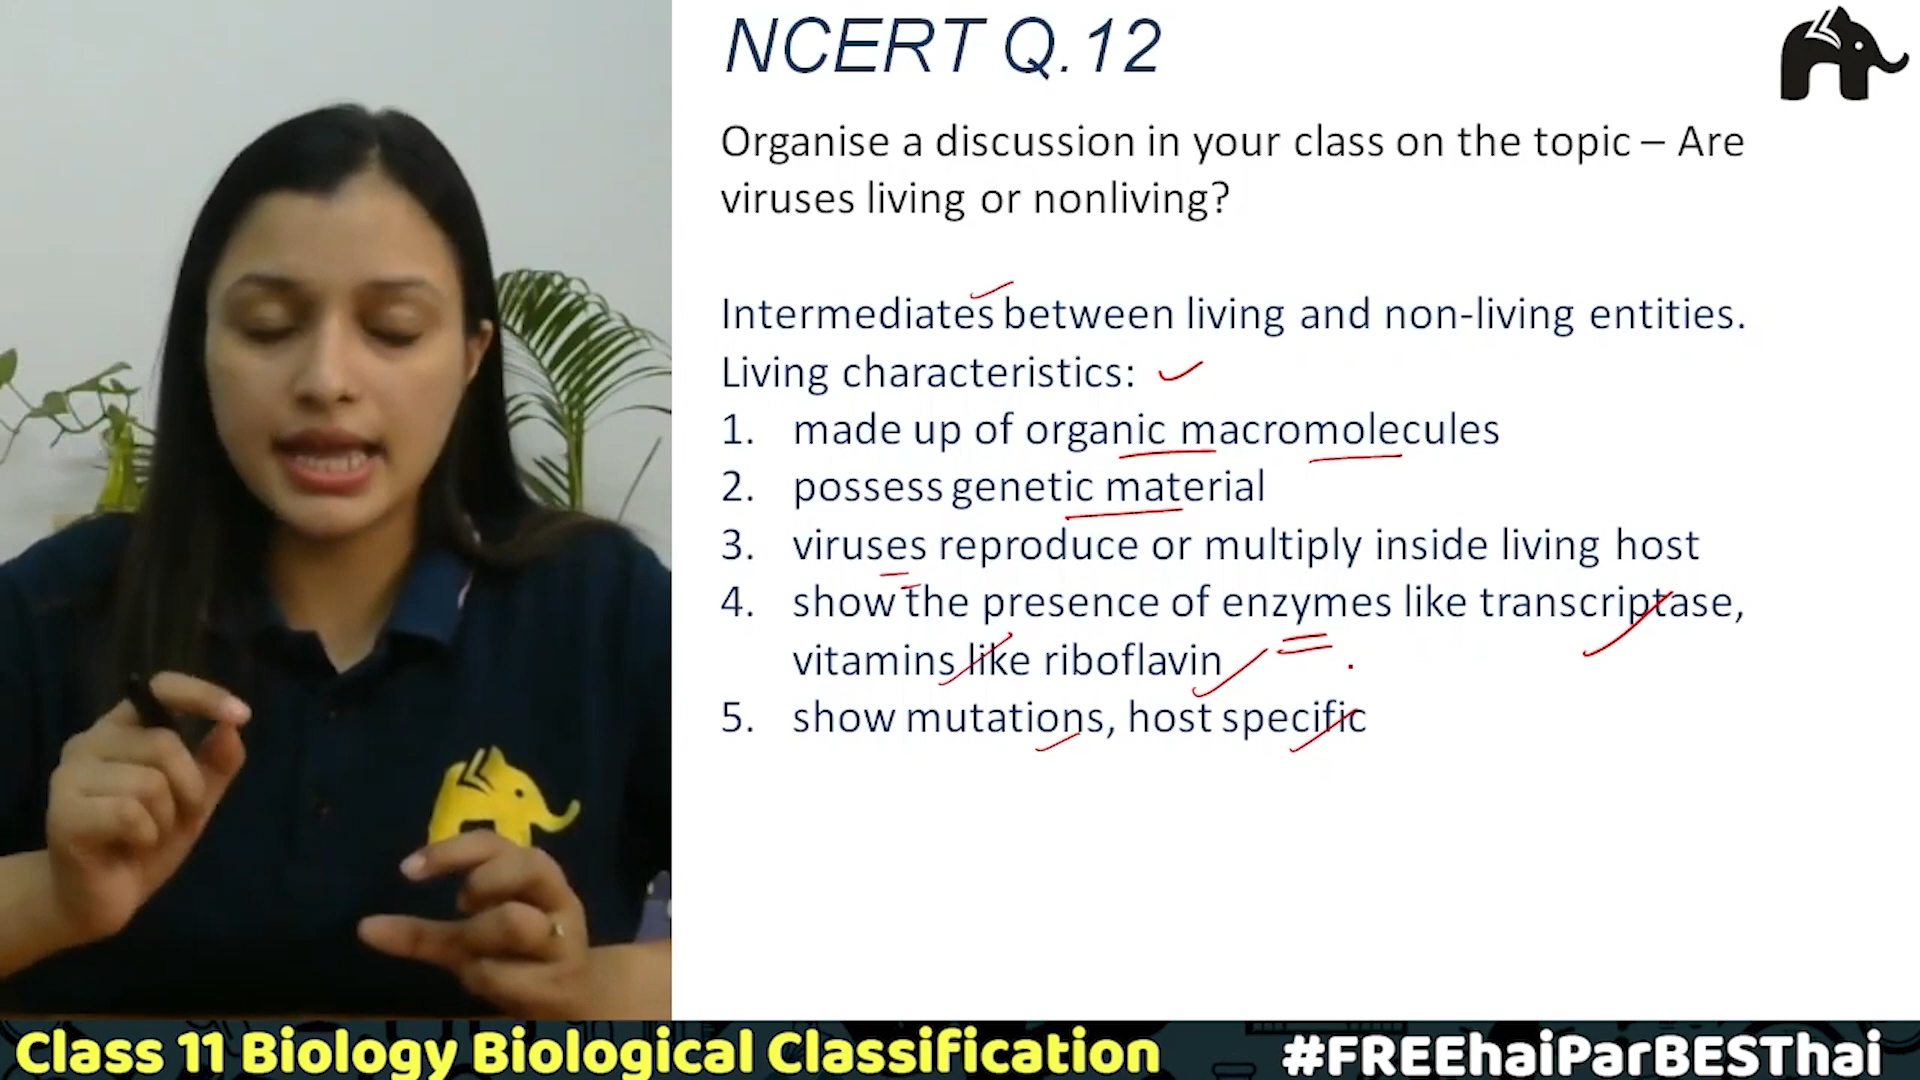 NCERT Q.12
Organise a discussion in your class on the topic – Are
viruses living or nonliving?
Intermediates between living and non-living entities.
Living characteristics:
1. made up of organic macromolecules
2. possess genetic material
3. viruses reproduce or multiply inside living host
4. show the presence of enzymes like transcriptase,
vitamins like riboflavin
5. show mutations, host specific
Class 11 Biology Biological Classification
#FREEhaiParBESThai